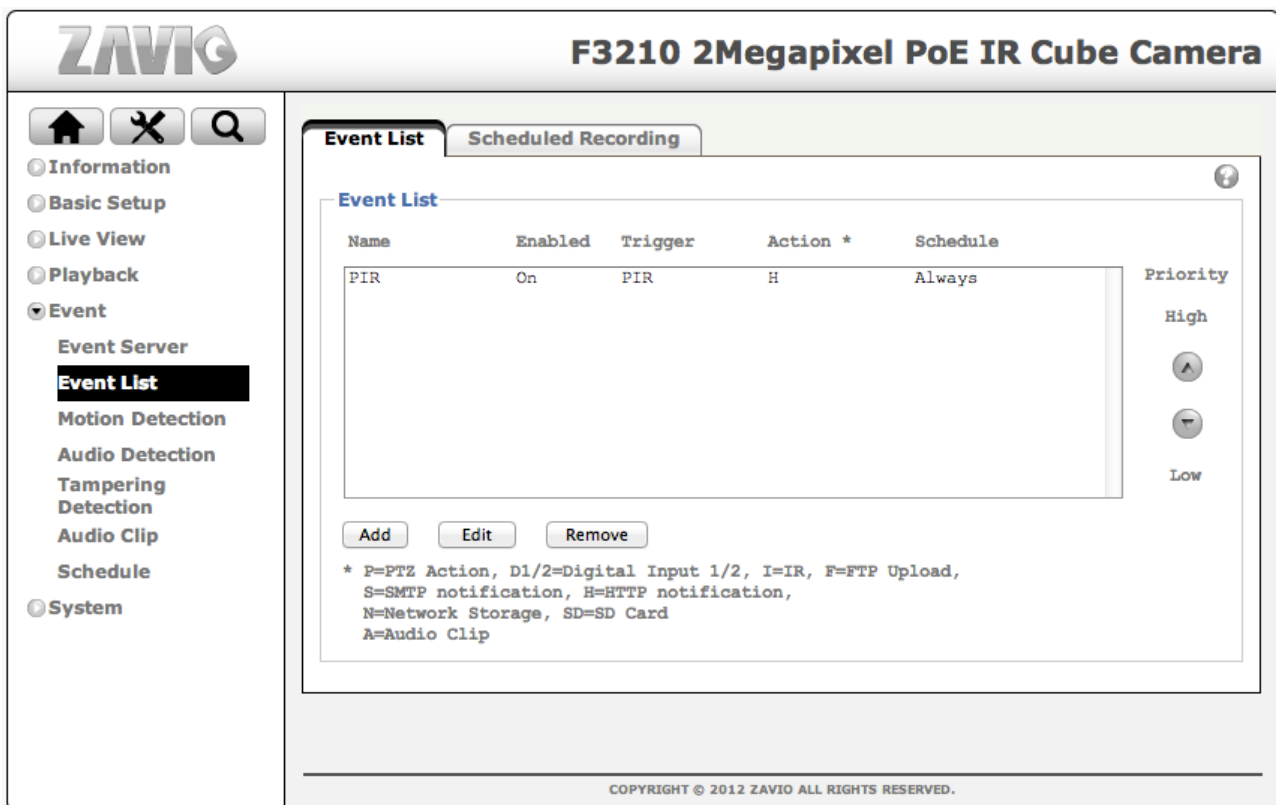 ZAVIO
F3210 2Megapixel PoE IR Cube Camera
Information
Basic Setup
Live View
Playback
Event
Event Server
Event List
Motion Detection
Audio Detection
Tampering
Detection
Audio Clip
Schedule
System
Event List Scheduled Recording
Event List
Name Enabled Trigger Action * Schedule
PIR On PIR H Always
Priority
High
Low
Add Edit Remove
* P=PTZ Action, D1/2=Digital Input 1/2, I=IR, F=FTP Upload,
S=SMTP notification, H=HTTP notification,
N=Network Storage, SD=SD Card
A=Audio Clip
COPYRIGHT © 2012 ZAVIO ALL RIGHTS RESERVED.